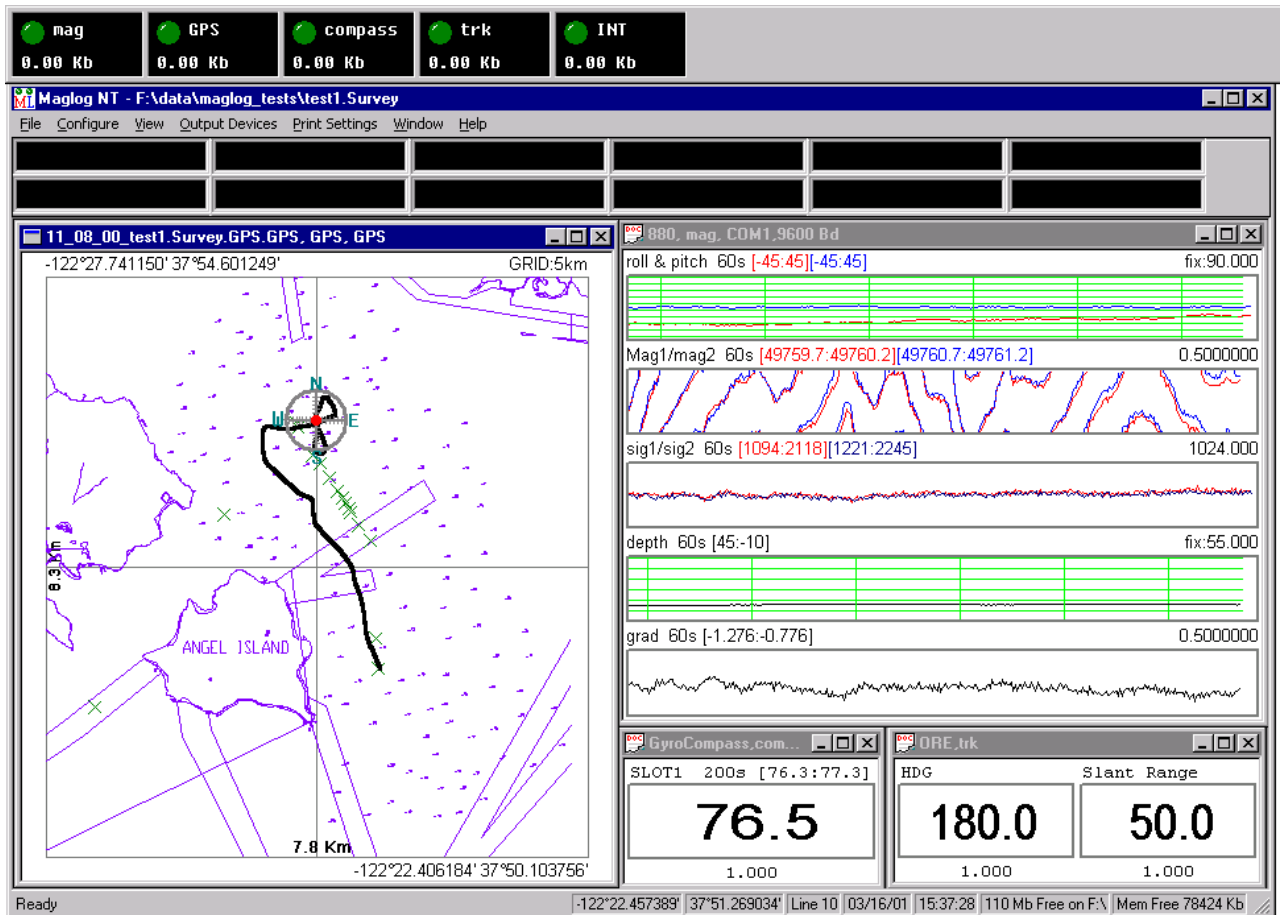 mag GPS compass trk INT
0.00 Kb 0.00 Kb 0.00 Kb 0.00 Kb 0.00 Kb
Maglog NT - F:\data\maglog_tests\test1.Survey
File Configure View Output Devices Print Settings Window Help
11_08_00_test1.Survey.GPS.GPS, GPS, GPS
-122°27.741150' 37°54.601249' GRID:5km
N
W E
S
8.3 Km
ANGEL ISLAND
7.8 Km
-122°22.406184' 37°50.103756'
880, mag, COM1,9600 Bd
roll & pitch 60s [-45:45][-45:45] fix:90.000
Mag1/mag2 60s [49759.7:49760.2][49760.7:49761.2] 0.5000000
sig1/sig2 60s [1094:2118][1221:2245] 1024.000
depth 60s [45:-10] fix:55.000
grad 60s [-1.276:-0.776] 0.5000000
GyroCompass,com...
SLOT1 200s [76.3:77.3]
76.5
1.000
ORE,trk
HDG Slant Range
180.0 50.0
1.000 1.000
Ready -122°22.457389' 37°51.269034' Line 10 03/16/01 15:37:28 110 Mb Free on F:\ Mem Free 78424 Kb